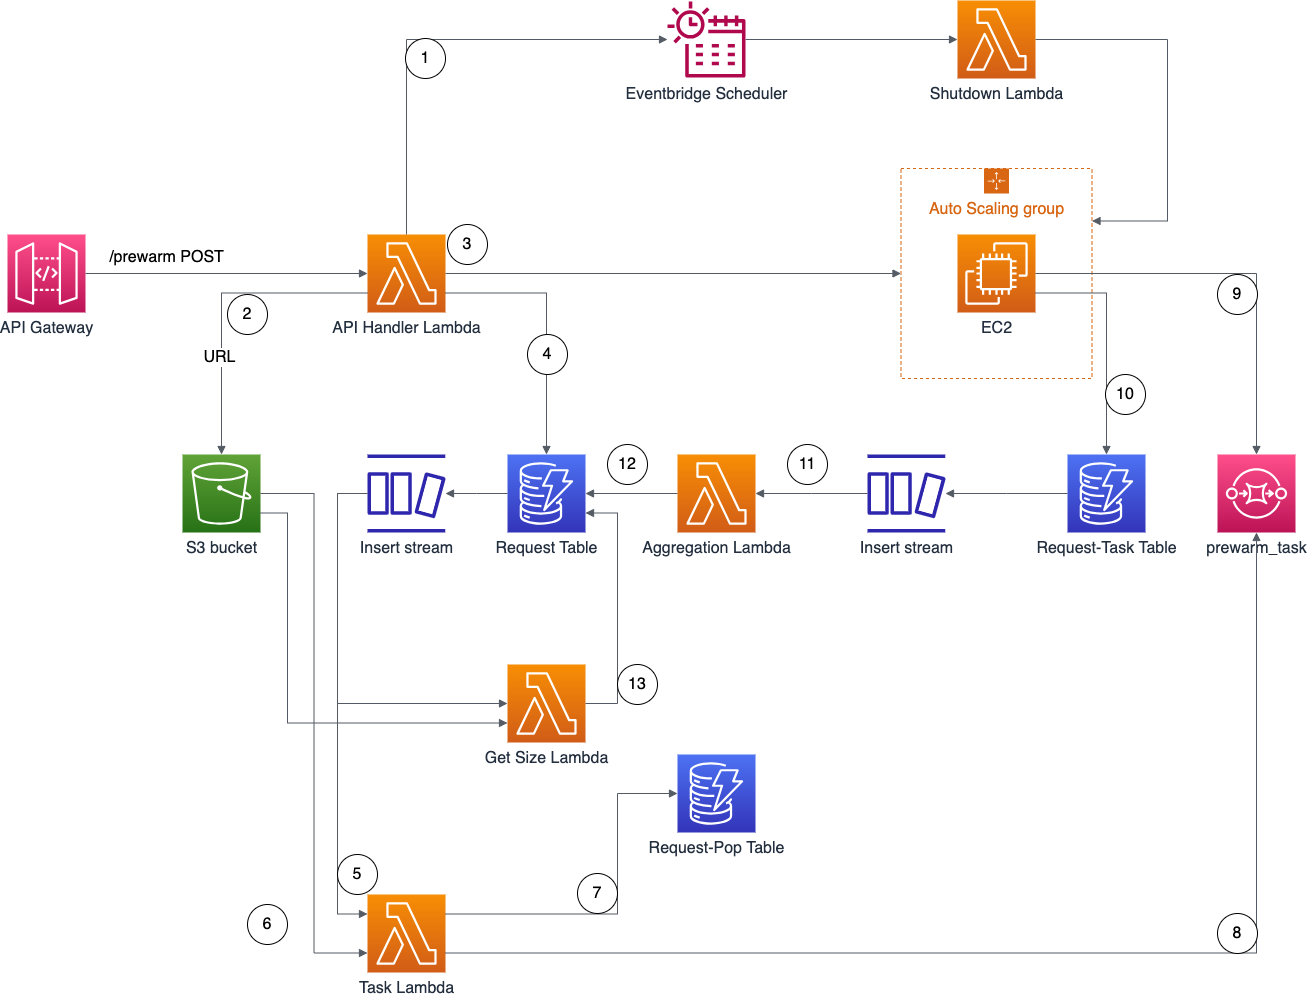 1
Eventbridge Scheduler
Shutdown Lambda
Auto Scaling group
/prewarm POST
3
API Gateway
API Handler Lambda
EC2
9
2
URL
4
10
12
11
S3 bucket
Insert stream
Request Table
Aggregation Lambda
Insert stream
Request-Task Table
prewarm_task
13
Get Size Lambda
Request-Pop Table
5
7
6
8
Task Lambda